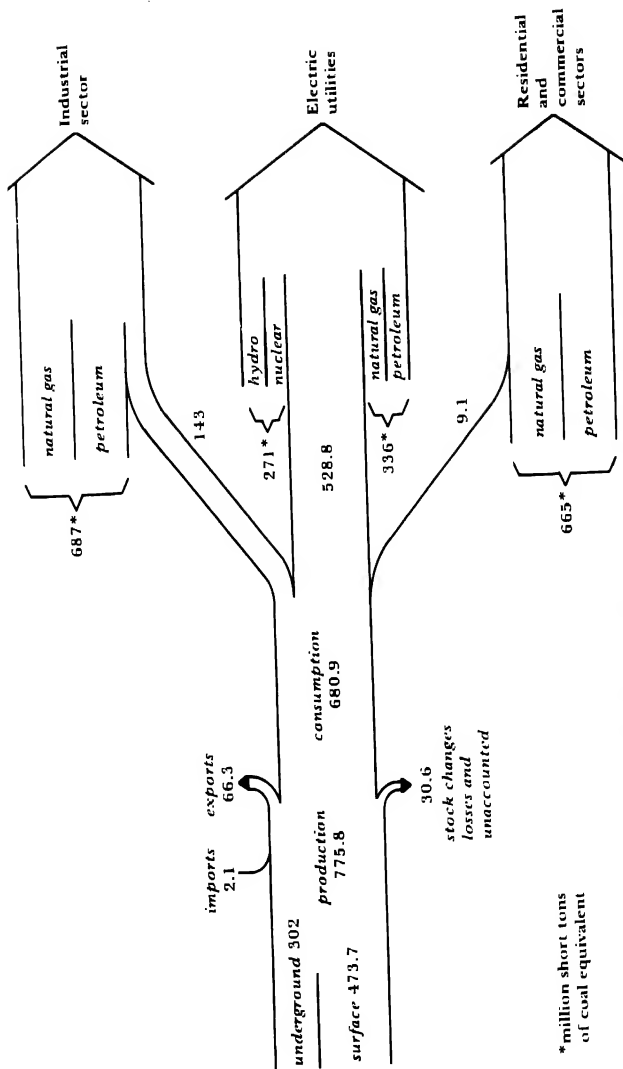 underground 302
surface 473.7
imports
2.1
production
775.8
exports
66.3
30.6
stock changes
losses and
unaccounted
consumption
680.9
687*
natural gas
petroleum
143
Industrial
sector
271*
hydro
nuclear
528.8
336*
natural gas
petroleum
Electric
utilities
9.1
665*
natural gas
petroleum
Residential
and
commercial
sectors
*million short tons
of coal equivalent